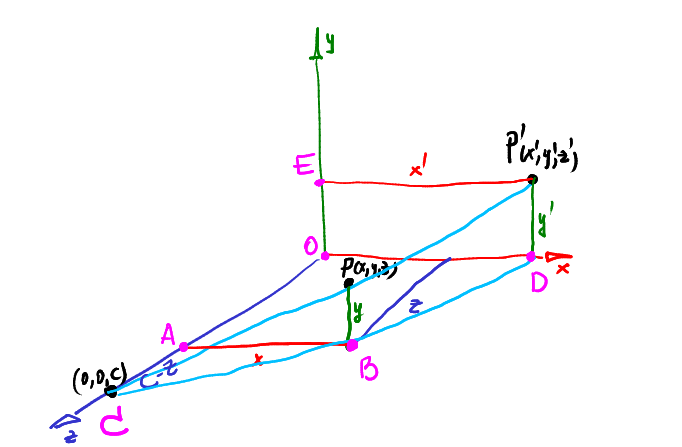 y
E
x'
P'(x',y',z')
O
y'
x
P(x,y,z)
D
z
y
A
x
B
(0,0,C)
C-z
C
z